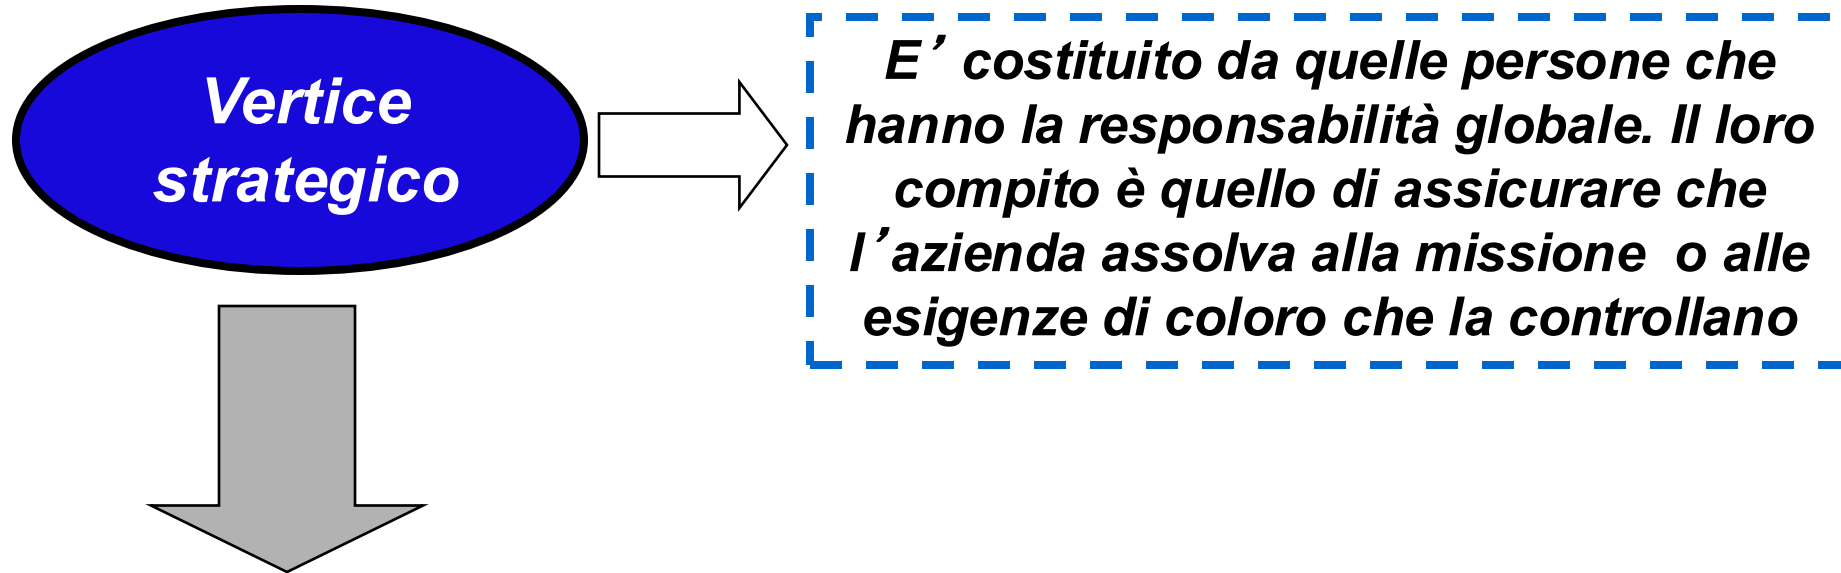 Vertice
strategico
E’ costituito da quelle persone che
hanno la responsabilità globale. Il loro
compito è quello di assicurare che
l’azienda assolva alla missione  o alle
esigenze di coloro che la controllano